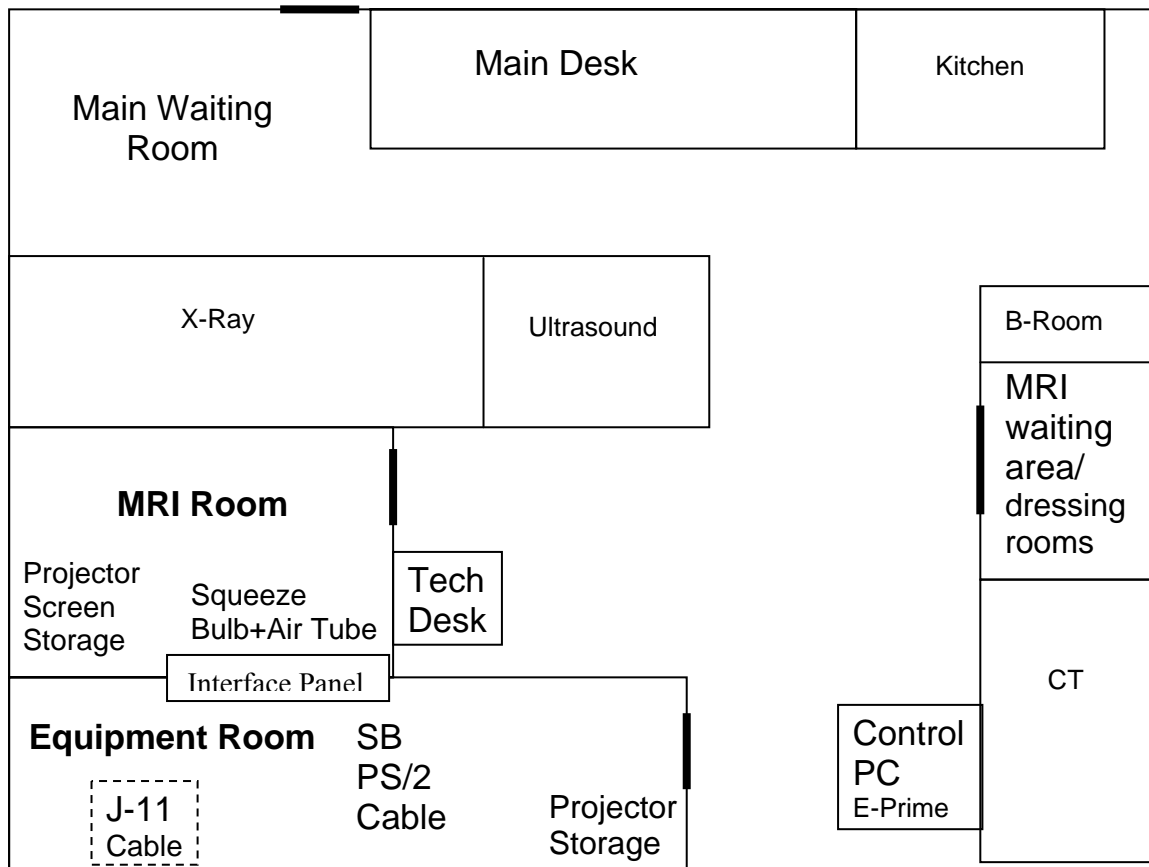 Main Desk
Kitchen
Main Waiting
Room
X-Ray
Ultrasound
B-Room
MRI
waiting
area/
dressing
rooms
MRI Room
Projector
Screen
Storage
Squeeze
Bulb+Air Tube
Tech
Desk
Interface Panel
CT
Equipment Room
SB
PS/2
Cable
J-11
Cable
Projector
Storage
Control
PC
E-Prime